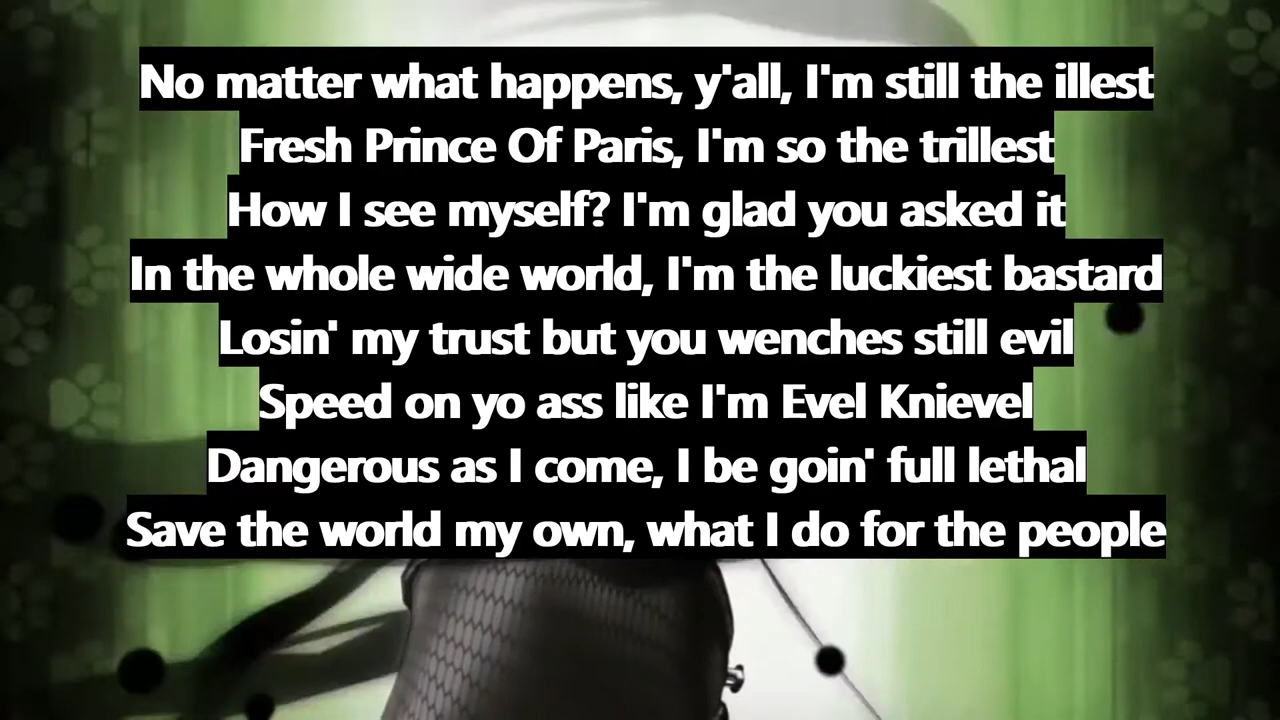 No matter what happens, y'all, I'm still the illest
Fresh Prince Of Paris, I'm so the trillest
How I see myself? I'm glad you asked it
In the whole wide world, I'm the luckiest bastard
Losin' my trust but you wenches still evil
Speed on yo ass like I'm Evel Knievel
Dangerous as I come, I be goin' full lethal
Save the world my own, what I do for the people